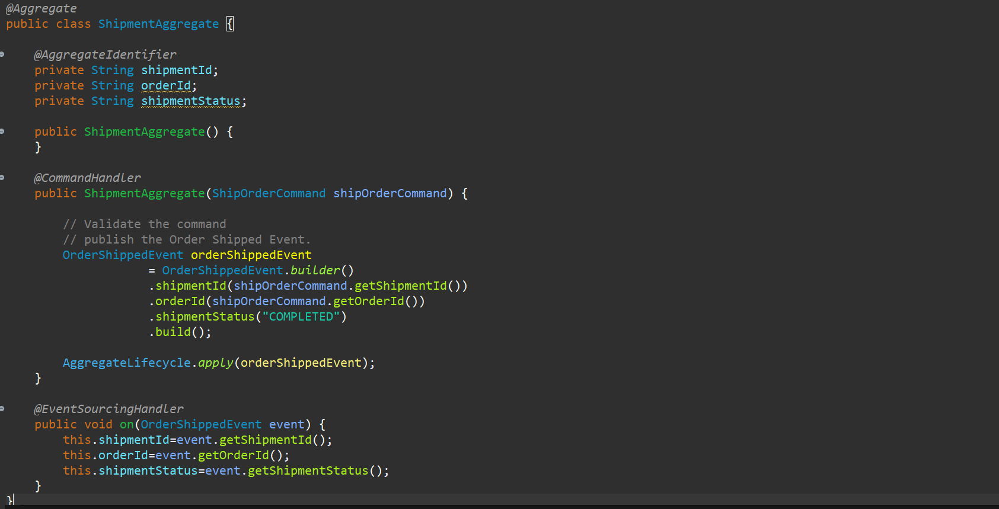 @Aggregate
public class ShipmentAggregate {
@AggregateIdentifier
private String shipmentId;
private String orderId;
private String shipmentStatus;
public ShipmentAggregate() {
}
@CommandHandler
public ShipmentAggregate(ShipOrderCommand shipOrderCommand) {
// Validate the command
// publish the Order Shipped Event.
OrderShippedEvent orderShippedEvent
= OrderShippedEvent.builder()
.shipmentId(shipOrderCommand.getShipmentId())
.orderId(shipOrderCommand.getOrderId())
.shipmentStatus("COMPLETED")
.build();
AggregateLifecycle.apply(orderShippedEvent);
}
@EventSourcingHandler
public void on(OrderShippedEvent event) {
this.shipmentId=event.getShipmentId();
this.orderId=event.getOrderId();
this.shipmentStatus=event.getShipmentStatus();
}
}